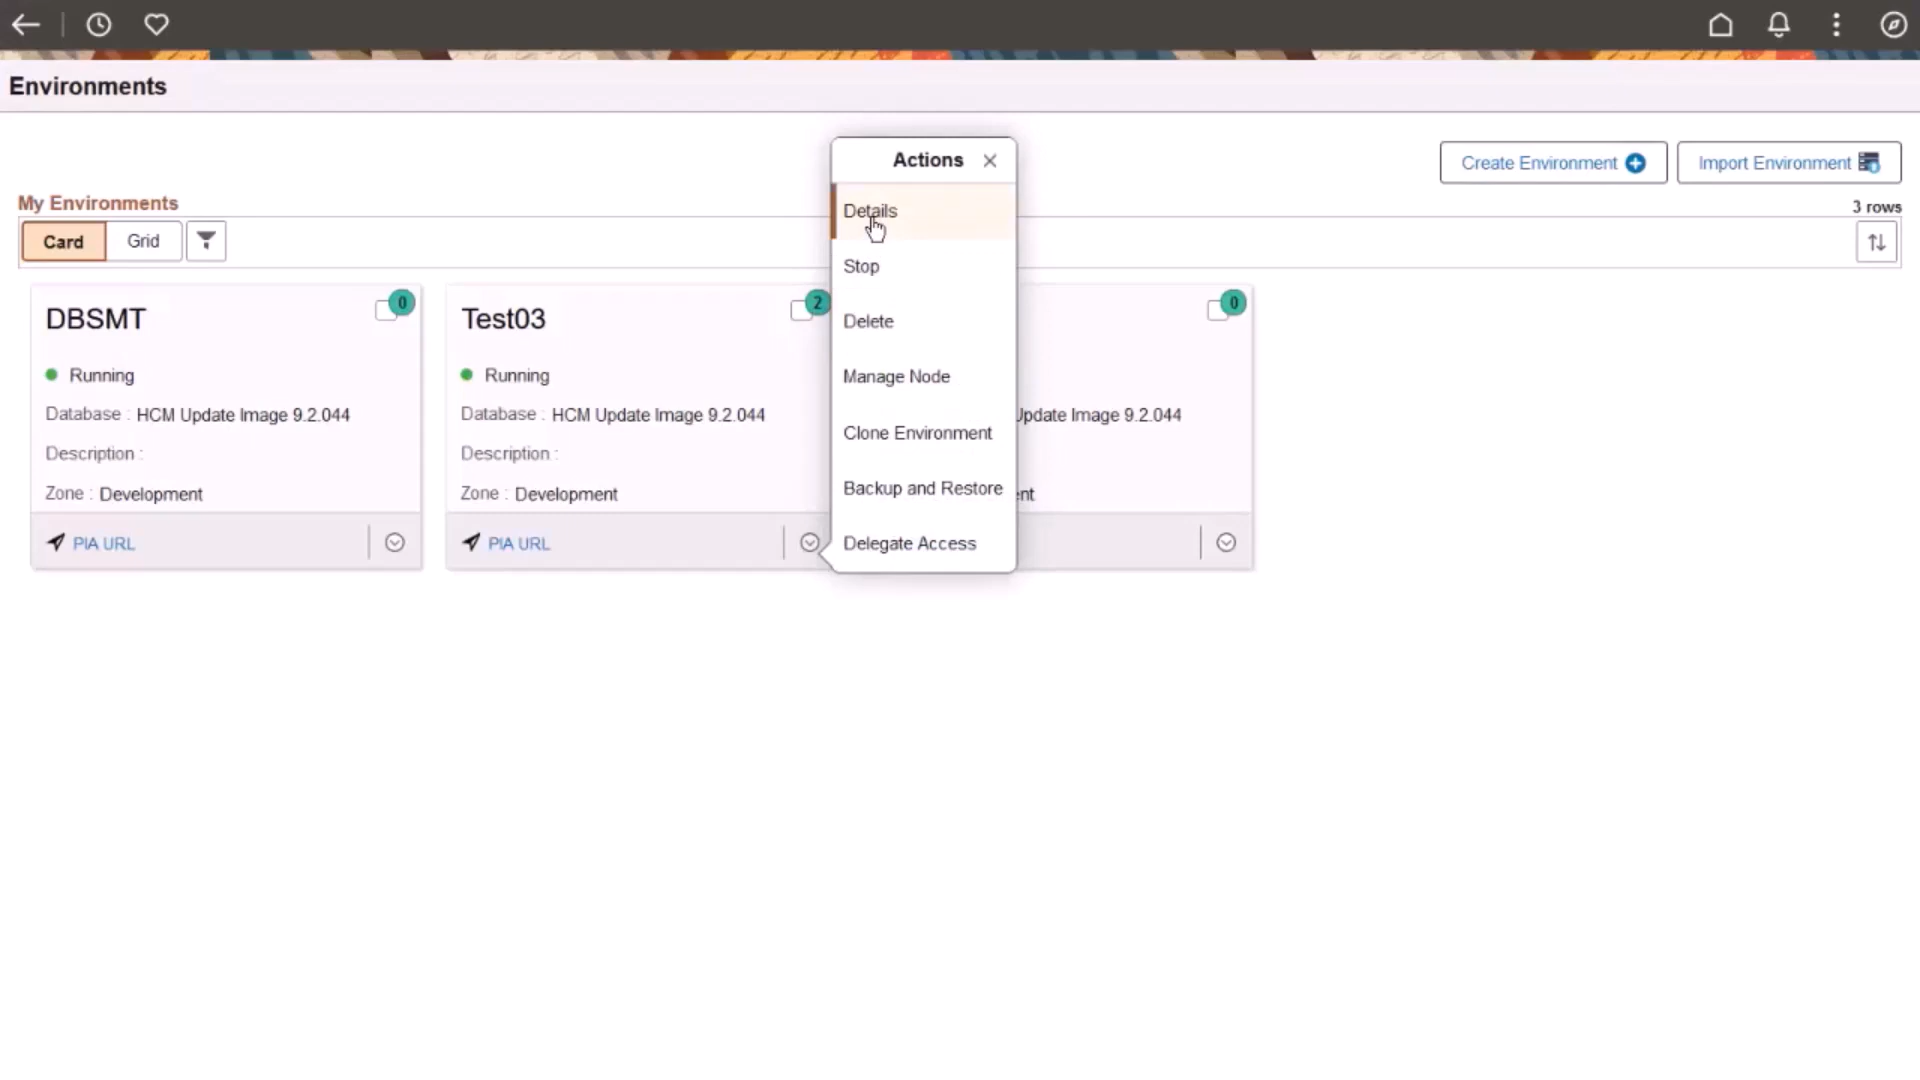 Environments
Actions
Create Environment
Import Environment
My Environments
3 rows
Card
Grid
Details
Stop
Delete
Manage Node
Clone Environment
Backup and Restore
Delegate Access
DBSMT
0
Running
Database : HCM Update Image 9.2.044
Description :
Zone : Development
PIA URL
Test03
2
Running
Database : HCM Update Image 9.2.044
Description :
Zone : Development
PIA URL
0
Update Image 9.2.044
nt